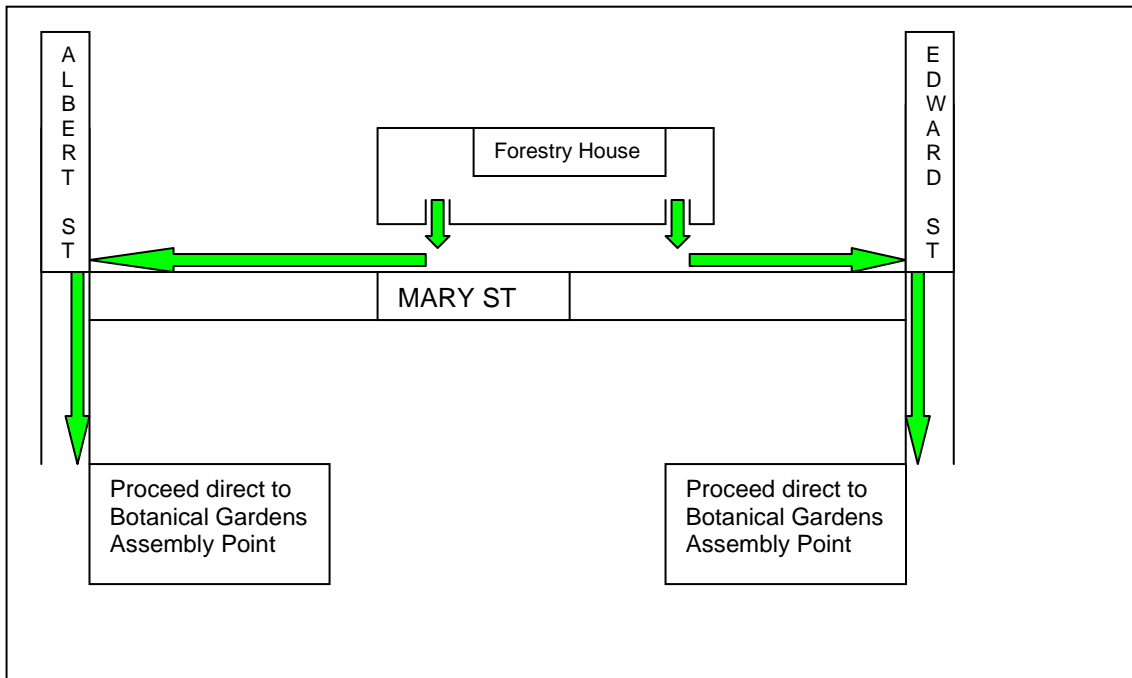 ALBERT ST
EDWARD ST
Forestry House
MARY ST
Proceed direct to
Botanical Gardens
Assembly Point
Proceed direct to
Botanical Gardens
Assembly Point